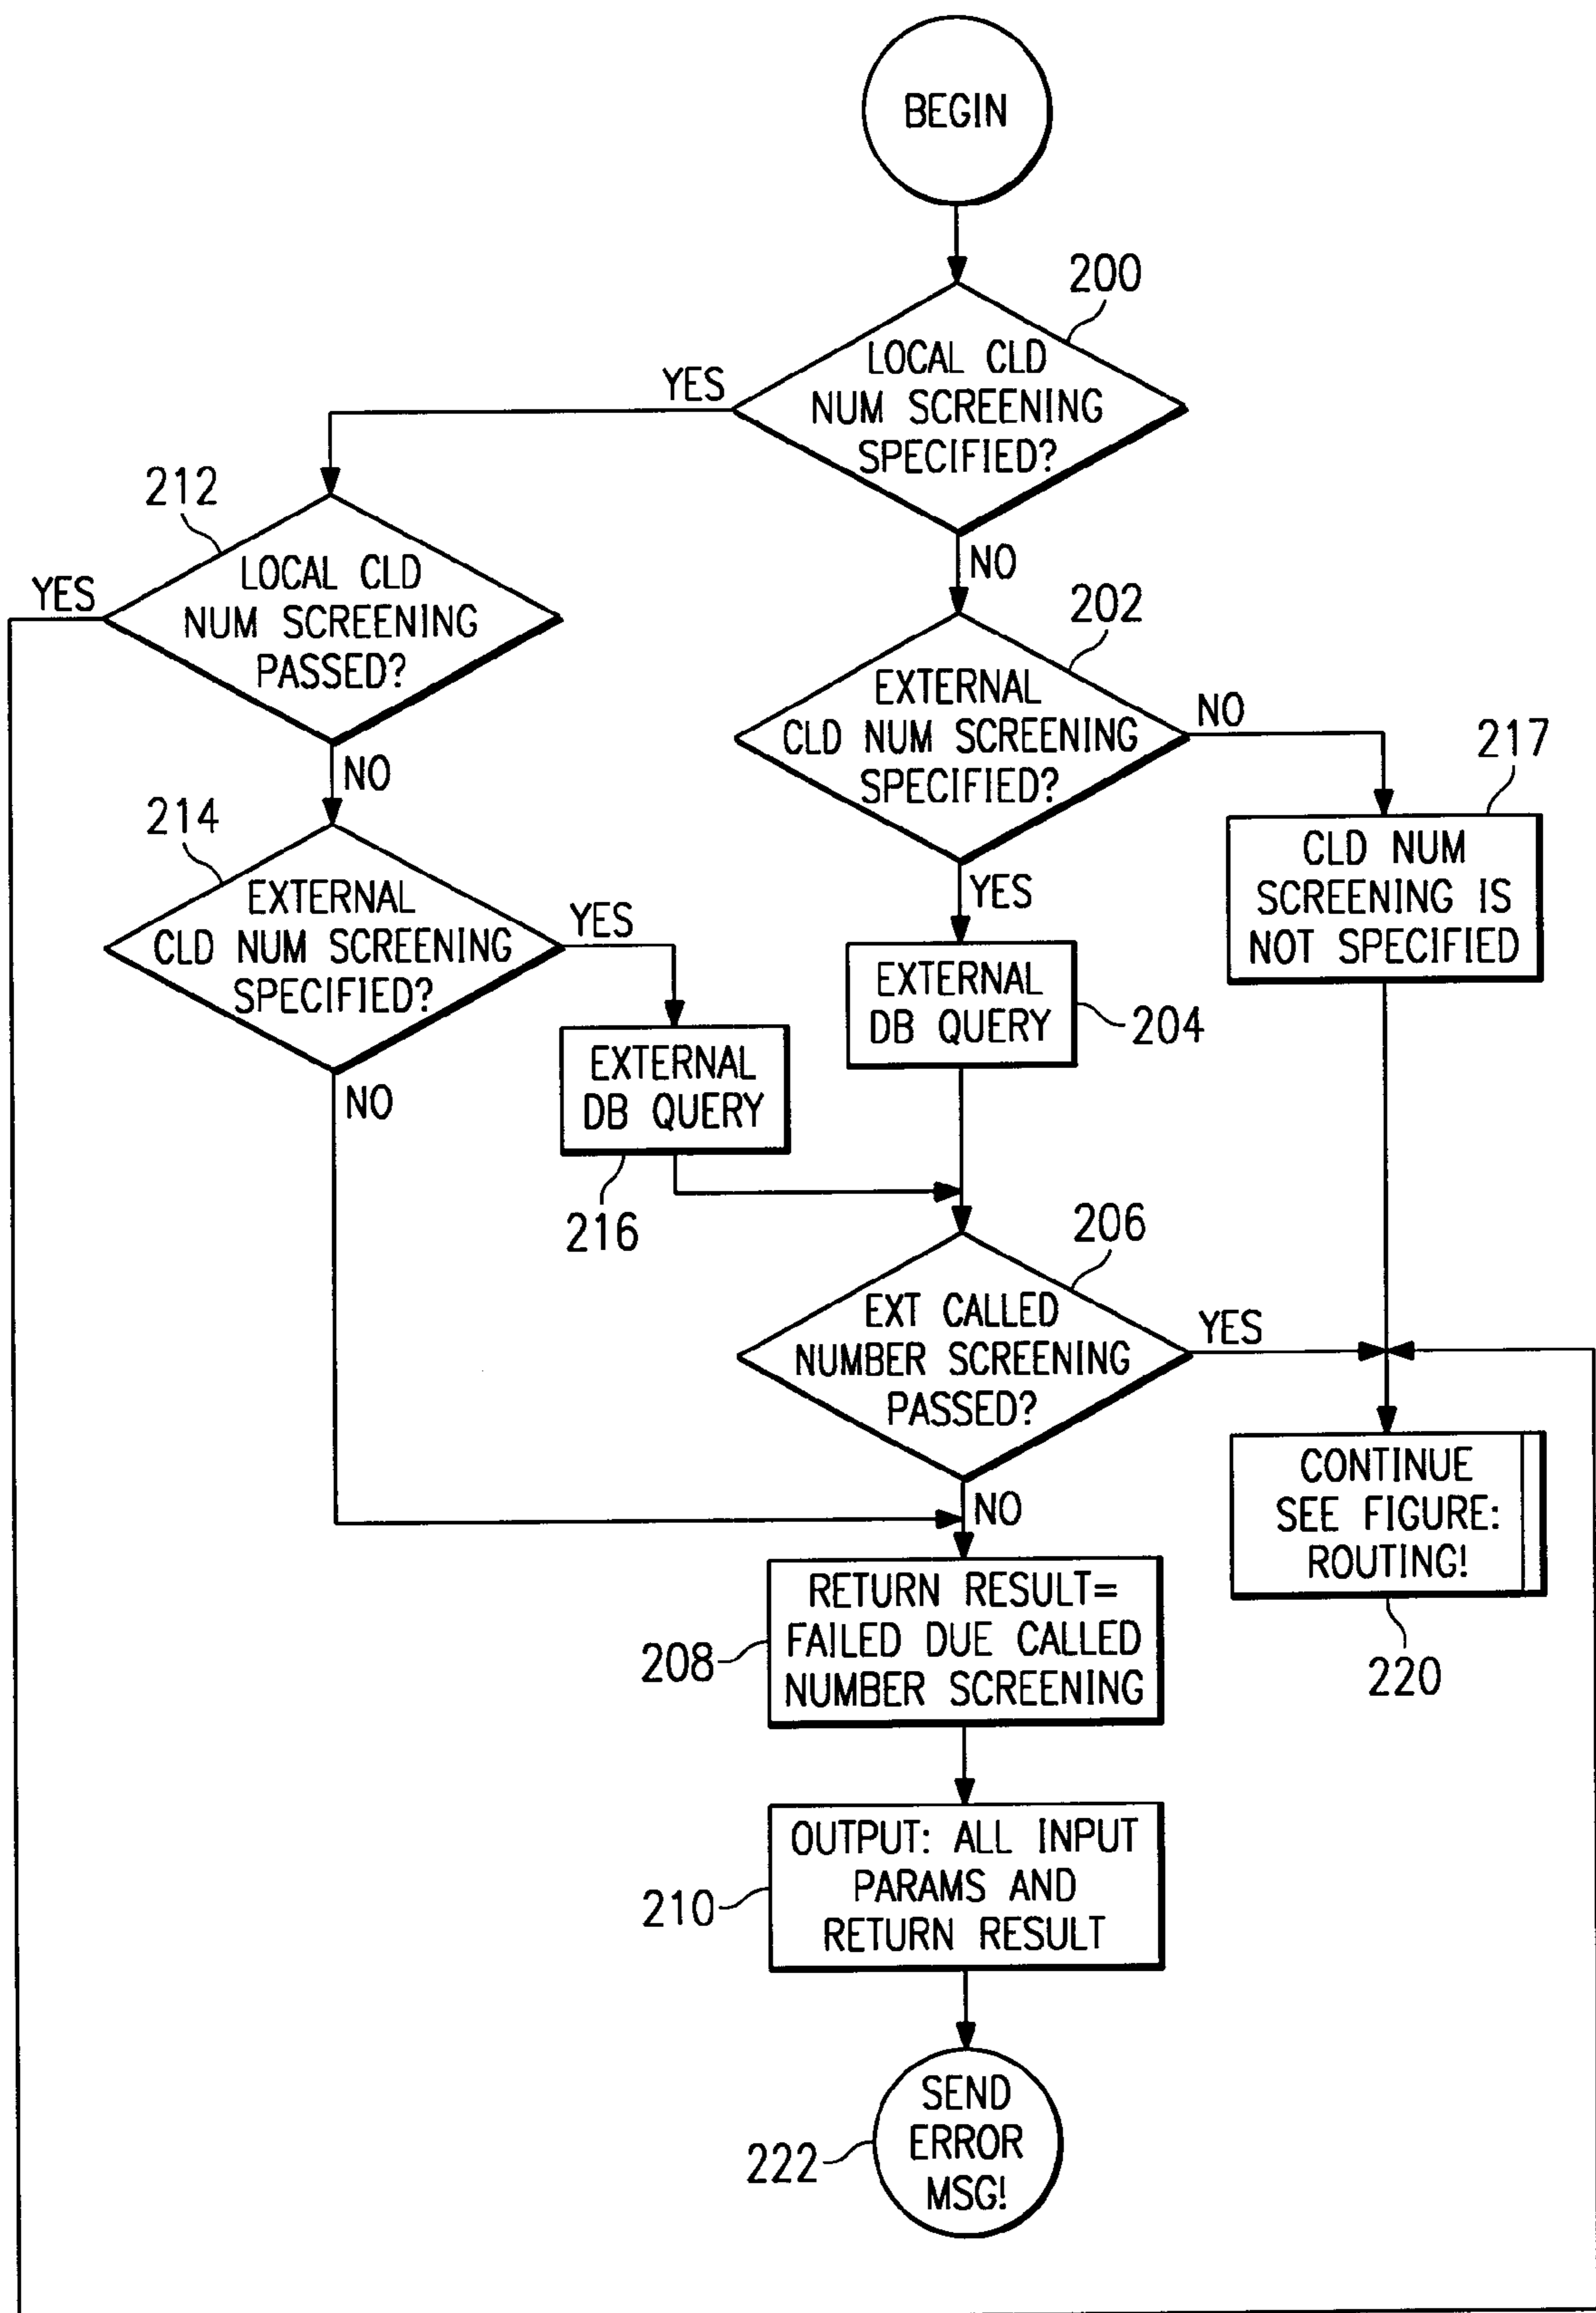 BEGIN
200
LOCAL CLD
NUM SCREENING
SPECIFIED?
YES
NO
212
LOCAL CLD
NUM SCREENING
PASSED?
YES
NO
202
EXTERNAL
CLD NUM SCREENING
SPECIFIED?
NO
YES
217
CLD NUM
SCREENING IS
NOT SPECIFIED
214
EXTERNAL
CLD NUM SCREENING
SPECIFIED?
YES
NO
EXTERNAL
DB QUERY
204
EXTERNAL
DB QUERY
216
206
EXT CALLED
NUMBER SCREENING
PASSED?
YES
NO
CONTINUE
SEE FIGURE:
ROUTING!
220
RETURN RESULT=
FAILED DUE CALLED
NUMBER SCREENING
208
OUTPUT: ALL INPUT
PARAMS AND
RETURN RESULT
210
SEND
ERROR
MSG!
222